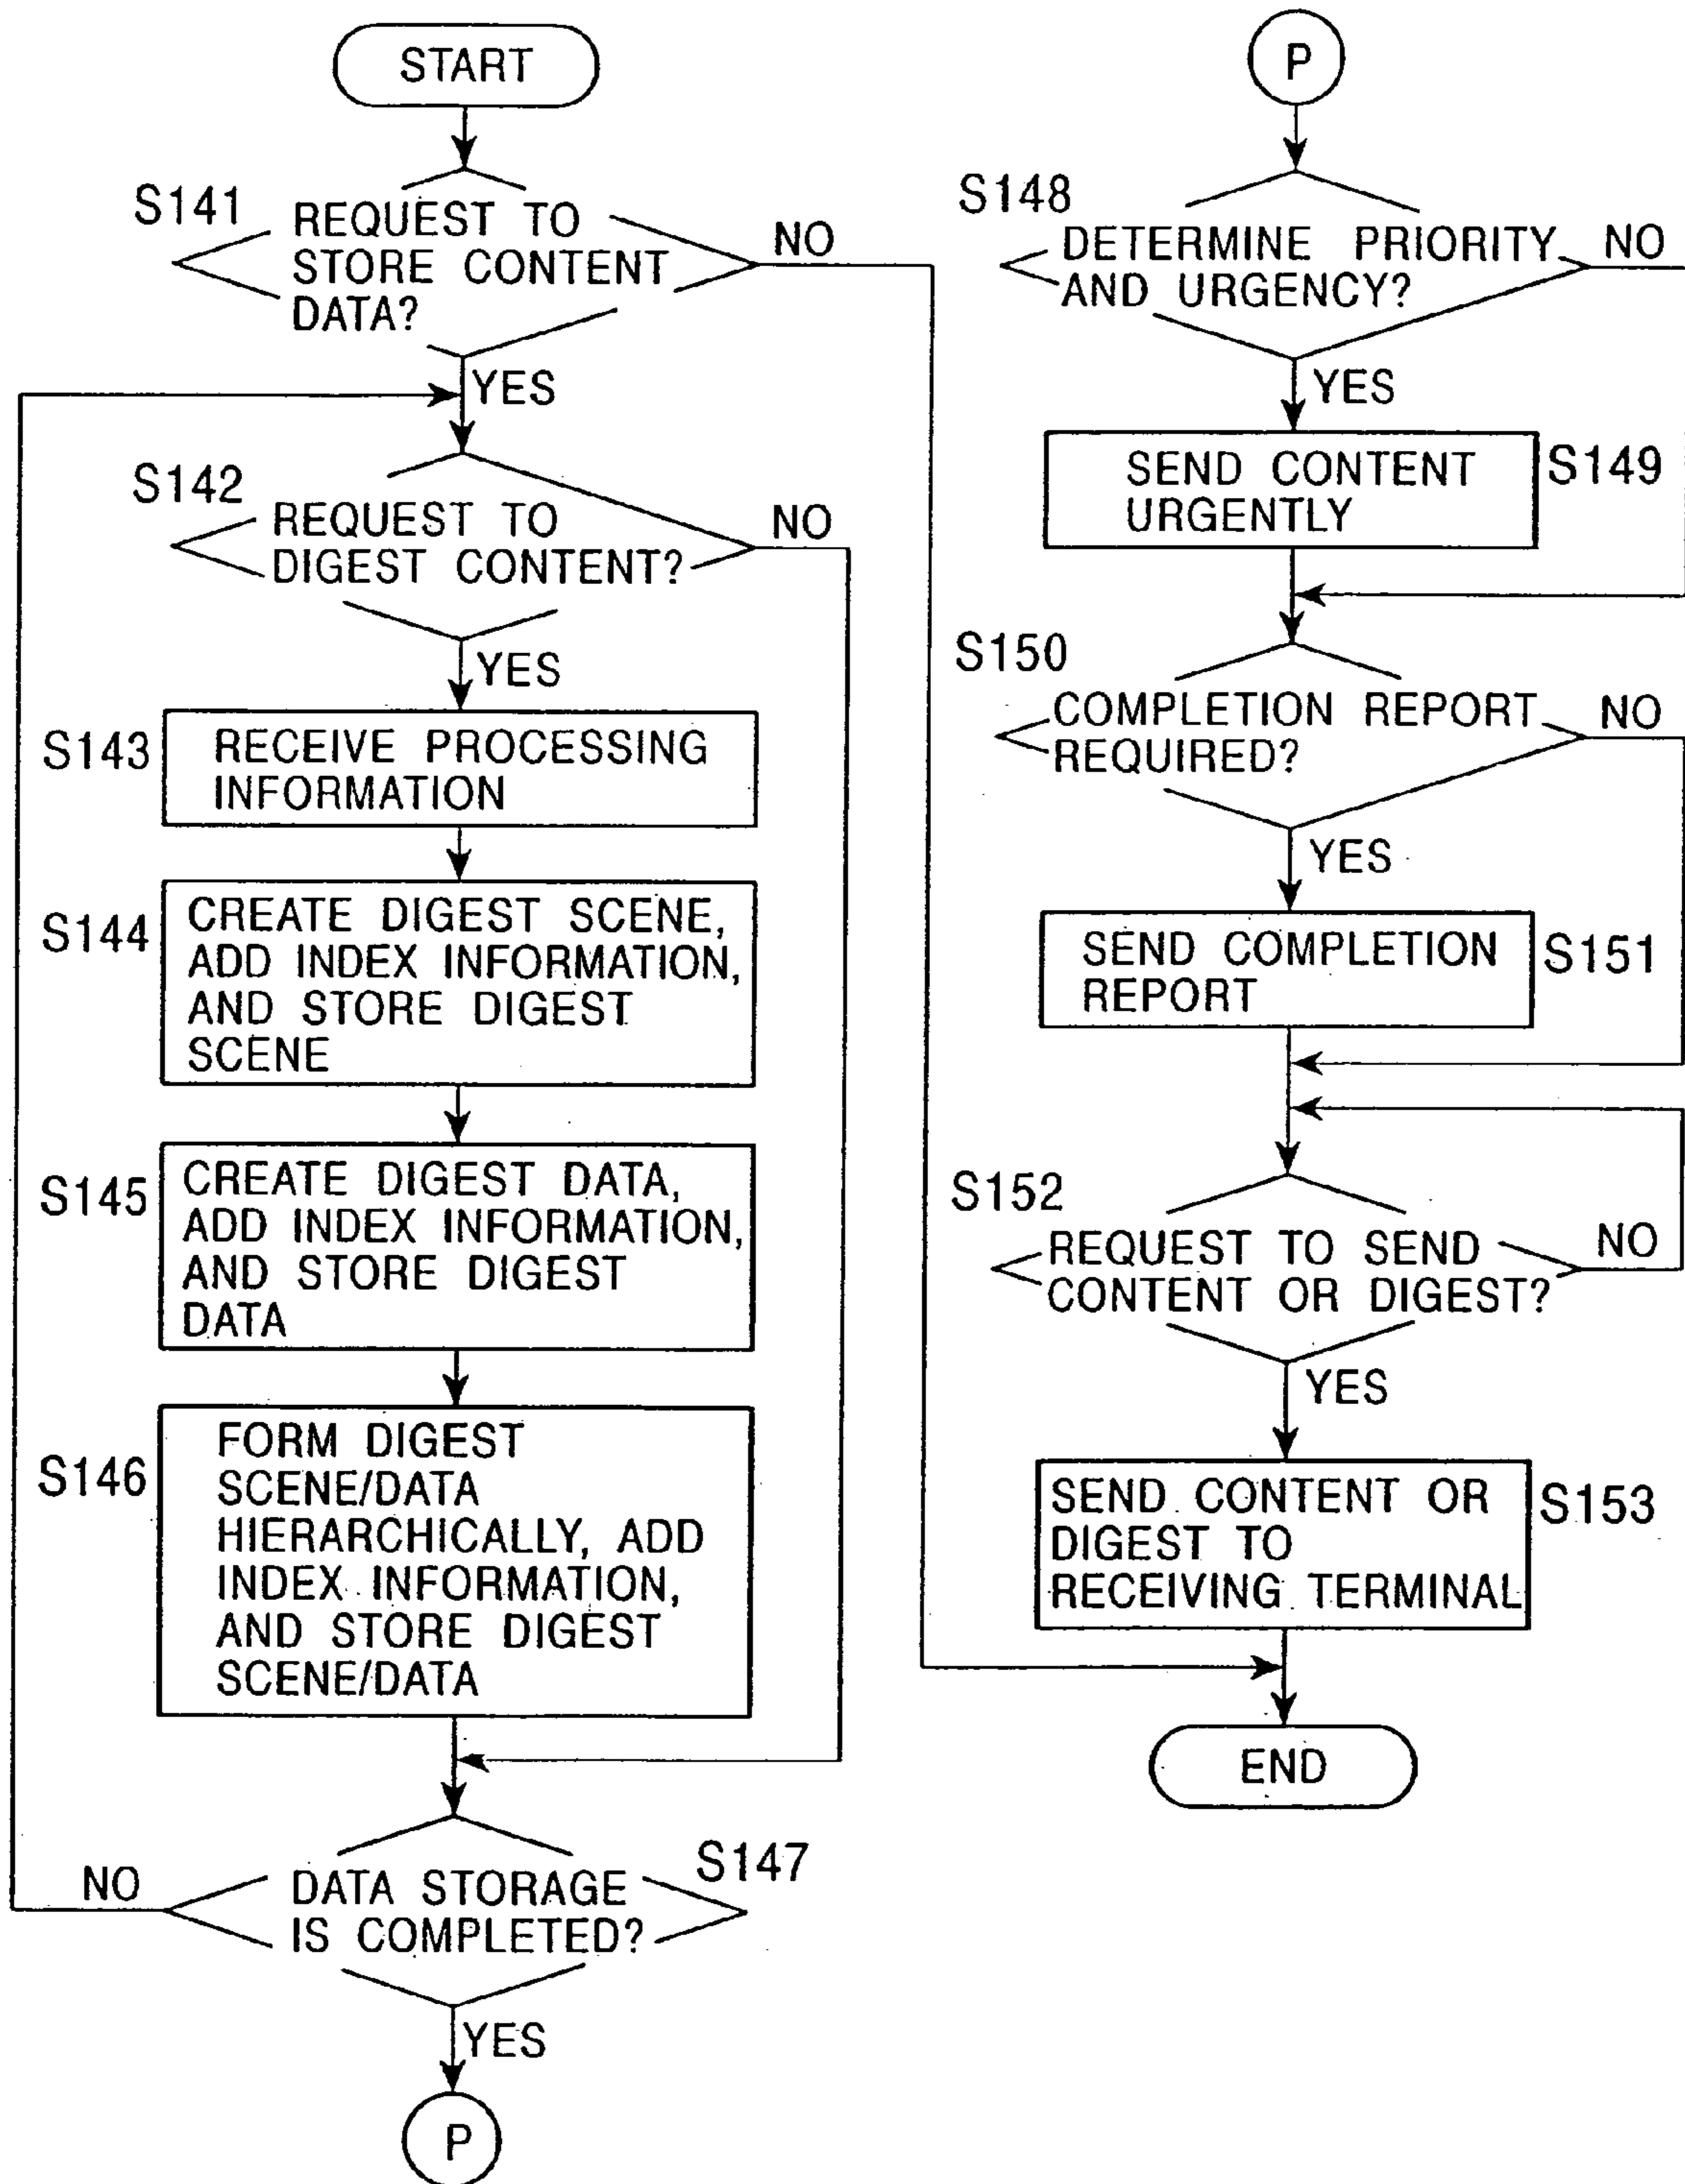 START
S141
REQUEST TO
STORE CONTENT
DATA?
NO
YES
S142
REQUEST TO
DIGEST CONTENT?
NO
YES
S143
RECEIVE PROCESSING
INFORMATION
S144
CREATE DIGEST SCENE,
ADD INDEX INFORMATION,
AND STORE DIGEST
SCENE
S145
CREATE DIGEST DATA,
ADD INDEX INFORMATION,
AND STORE DIGEST
DATA
S146
FORM DIGEST
SCENE/DATA
HIERARCHICALLY, ADD
INDEX INFORMATION,
AND STORE DIGEST
SCENE/DATA
S147
NO
DATA STORAGE
IS COMPLETED?
YES
P
P
S148
DETERMINE PRIORITY
AND URGENCY?
NO
YES
SEND CONTENT
URGENTLY
S149
S150
COMPLETION REPORT
REQUIRED?
NO
YES
SEND COMPLETION
REPORT
S151
S152
REQUEST TO SEND
CONTENT OR DIGEST?
NO
YES
SEND CONTENT OR
DIGEST TO
RECEIVING TERMINAL
S153
END